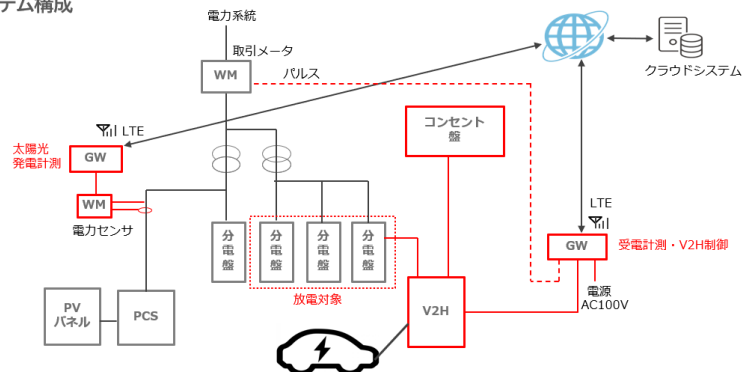 テム構成
電力系統
取引メータ
WM
パルス
クラウドシステム
LTE
太陽光
発電計測
GW
コンセント
盤
WM
電力センサ
LTE
分
電
盤
分
電
盤
分
電
盤
分
電
盤
GW
受電計測・V2H制御
放電対象
電源
AC100V
PV
パネル
PCS
V2H